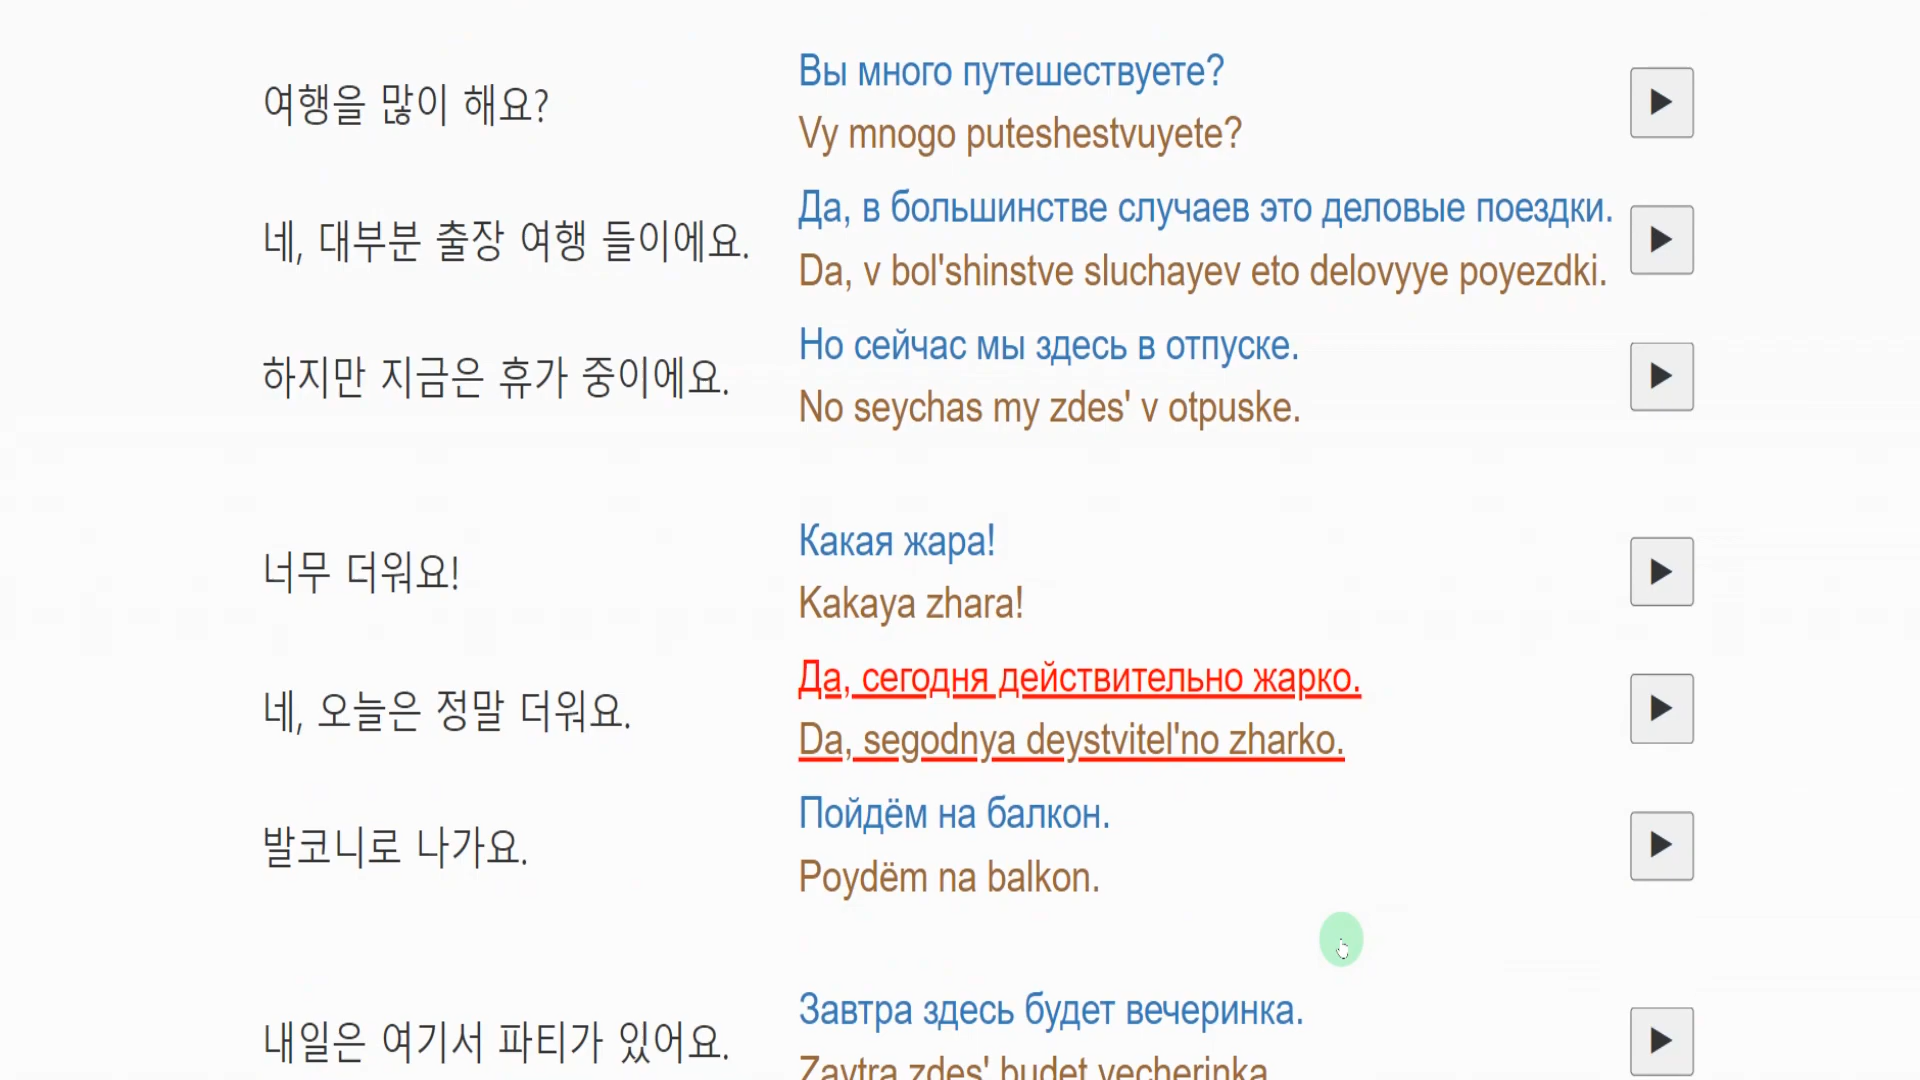 여행을 많이 해요?
Вы много путешествуете?
Vy mnogo puteshestvuyete?
네, 대부분 출장 여행 들이에요.
Да, в большинстве случаев это деловые поездки.
Da, v bol'shinstve sluchayev eto delovyye poyezdki.
하지만 지금은 휴가 중이에요.
Но сейчас мы здесь в отпуске.
No seychas my zdes' v otpuske.
너무 더워요!
Какая жара!
Kakaya zhara!
네, 오늘은 정말 더워요.
Да, сегодня действительно жарко.
Da, segodnya deystvitel'no zharko.
발코니로 나가요.
Пойдём на балкон.
Poydëm na balkon.
내일은 여기서 파티가 있어요.
Завтра здесь будет вечеринка.
Zavtra zdes' budet vecherinka.